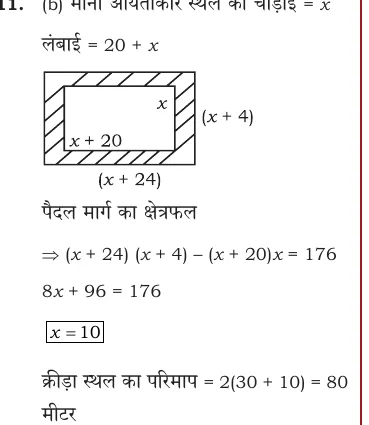 11. (b) माना आयताकार स्थल की चौड़ाई = x
लंबाई = 20 + x
x
(x + 4)
x + 20
(x + 24)
पैदल मार्ग का क्षेत्रफल
⇒ (x + 24) (x + 4) – (x + 20)x = 176
8x + 96 = 176
x = 10
क्रीड़ा स्थल का परिमाप = 2(30 + 10) = 80
मीटर